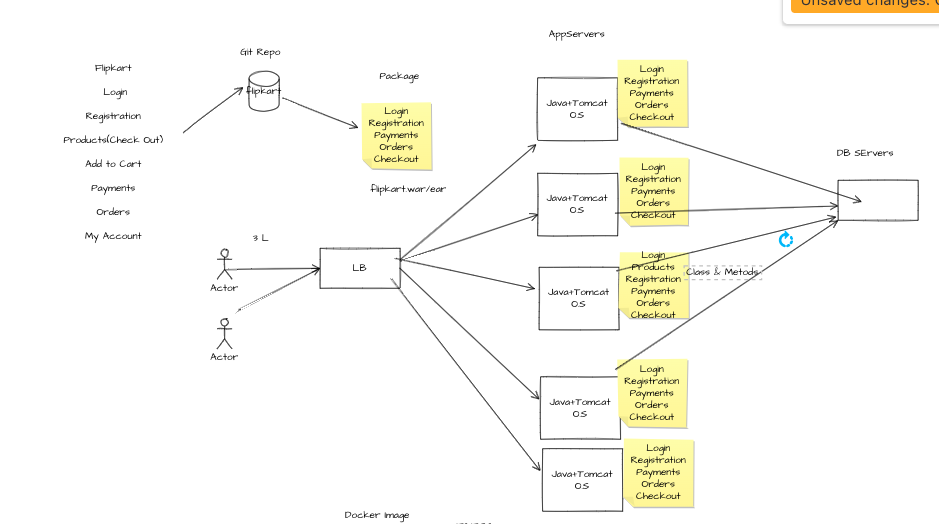 Unsaved changes.
AppServers
Git Repo
Flipkart
Login
Registration
Products(Check Out)
Add to Cart
Payments
Orders
My Account
flipkart
Package
Login
Registration
Payments
Orders
Checkout
flipkart.war/ear
3 L
Actor
Actor
LB
Java+Tomcat
OS
Login
Registration
Payments
Orders
Checkout
Java+Tomcat
OS
Login
Registration
Payments
Orders
Checkout
Java+Tomcat
OS
Login
Products
Registration
Payments
Orders
Checkout
Class & Metods
Java+Tomcat
OS
Login
Registration
Payments
Orders
Checkout
Java+Tomcat
OS
Login
Registration
Payments
Orders
Checkout
DB SErvers
Docker Image